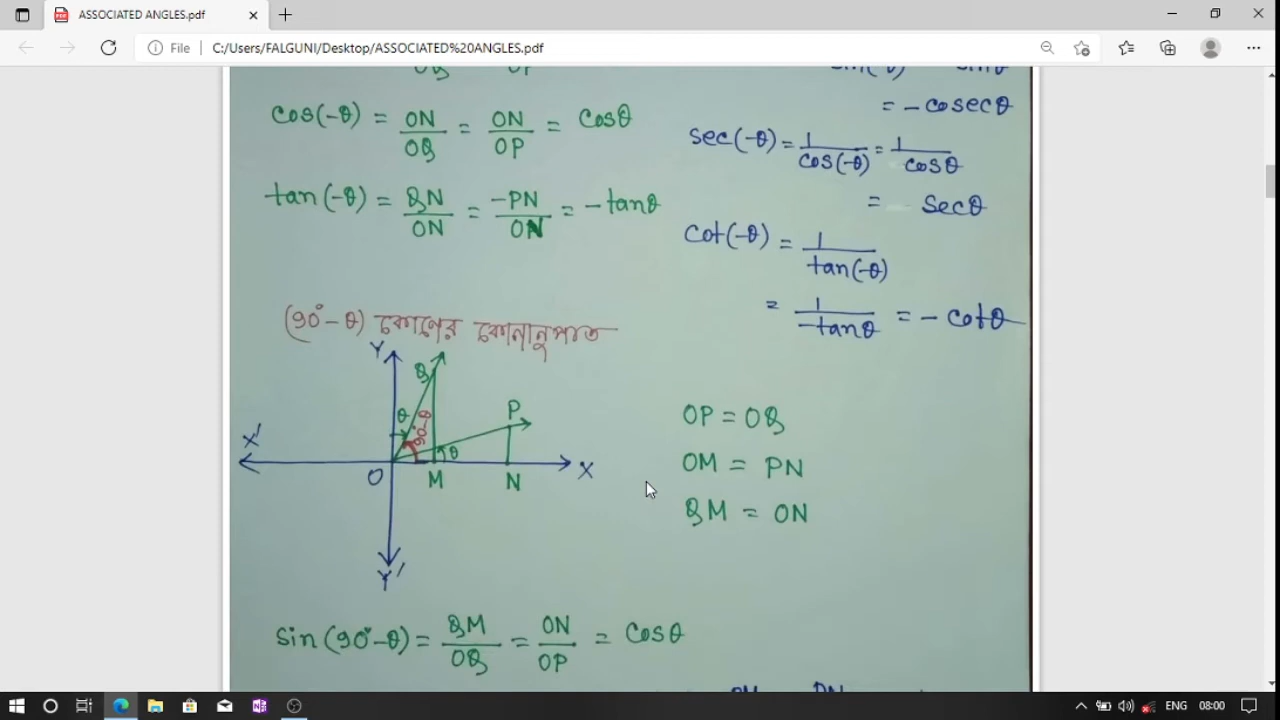 ASSOCIATED ANGLES.pdf
File C:/Users/FALGUNI/Desktop/ASSOCIATED%20ANGLES.pdf
cos(-θ) = ON/OQ = ON/OP = cosθ
tan(-θ) = QN/ON = -PN/ON = -tanθ
= -cosecθ
sec(-θ) = 1/cos(-θ) = 1/cosθ
= secθ
cot(-θ) = 1/tan(-θ)
= 1/-tanθ = -cotθ
(90°-θ) কোণের কোনানুপাত
Y
Q
θ
90°-θ
P
X'
θ
O
M
N
X
Y'
OP = OQ
OM = PN
QM = ON
sin(90°-θ) = QM/OQ = ON/OP = cosθ
ENG 08:00